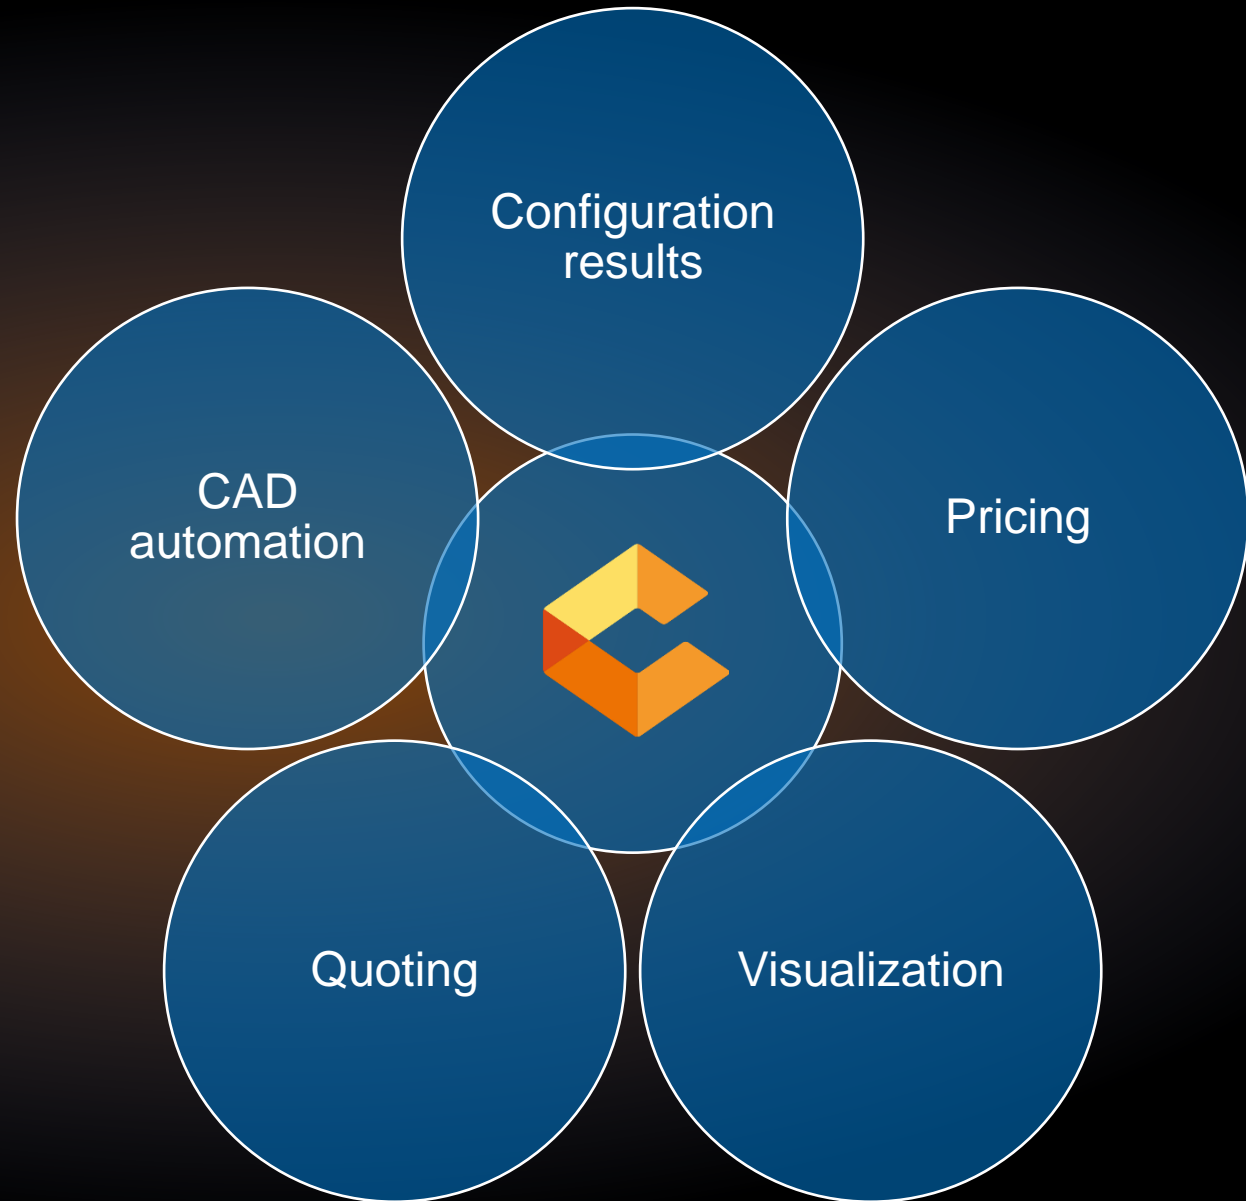 Configuration
results
CAD
automation
Pricing
Quoting
Visualization